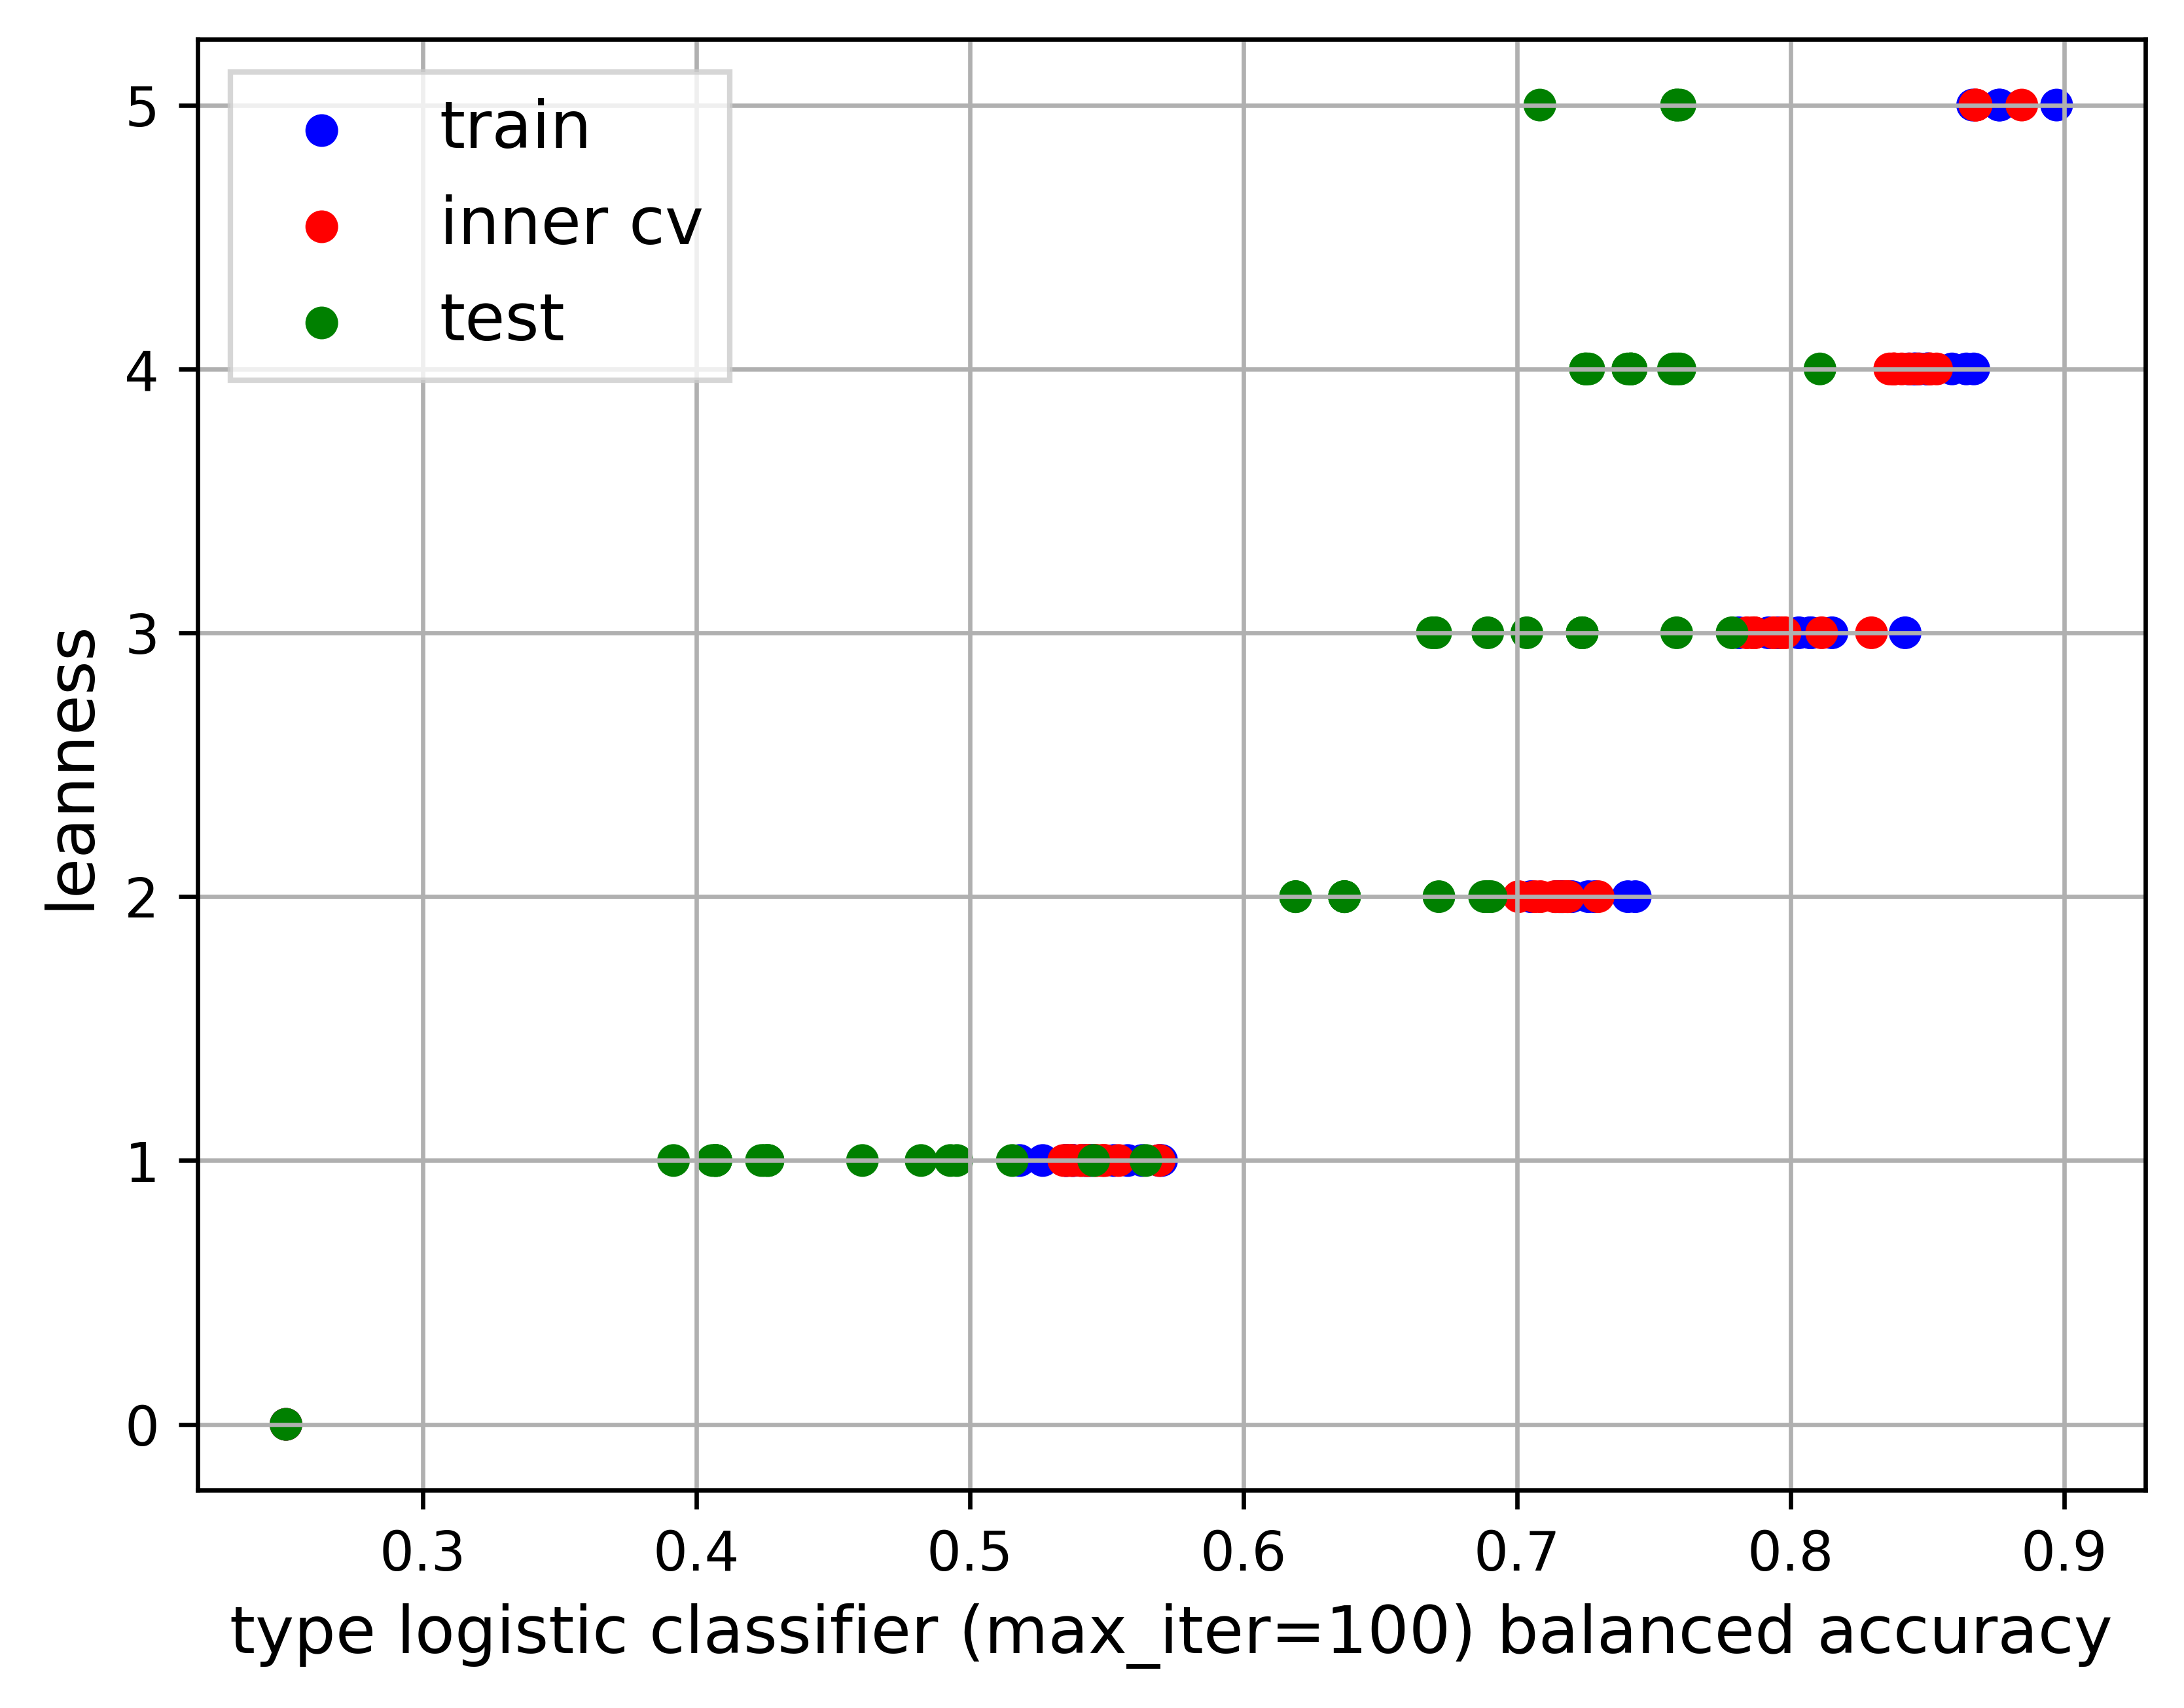 train
inner cv
test
5
4
3
2
1
0
leanness
0.3 0.4 0.5 0.6 0.7 0.8 0.9
type logistic classifier (max_iter=100) balanced accuracy